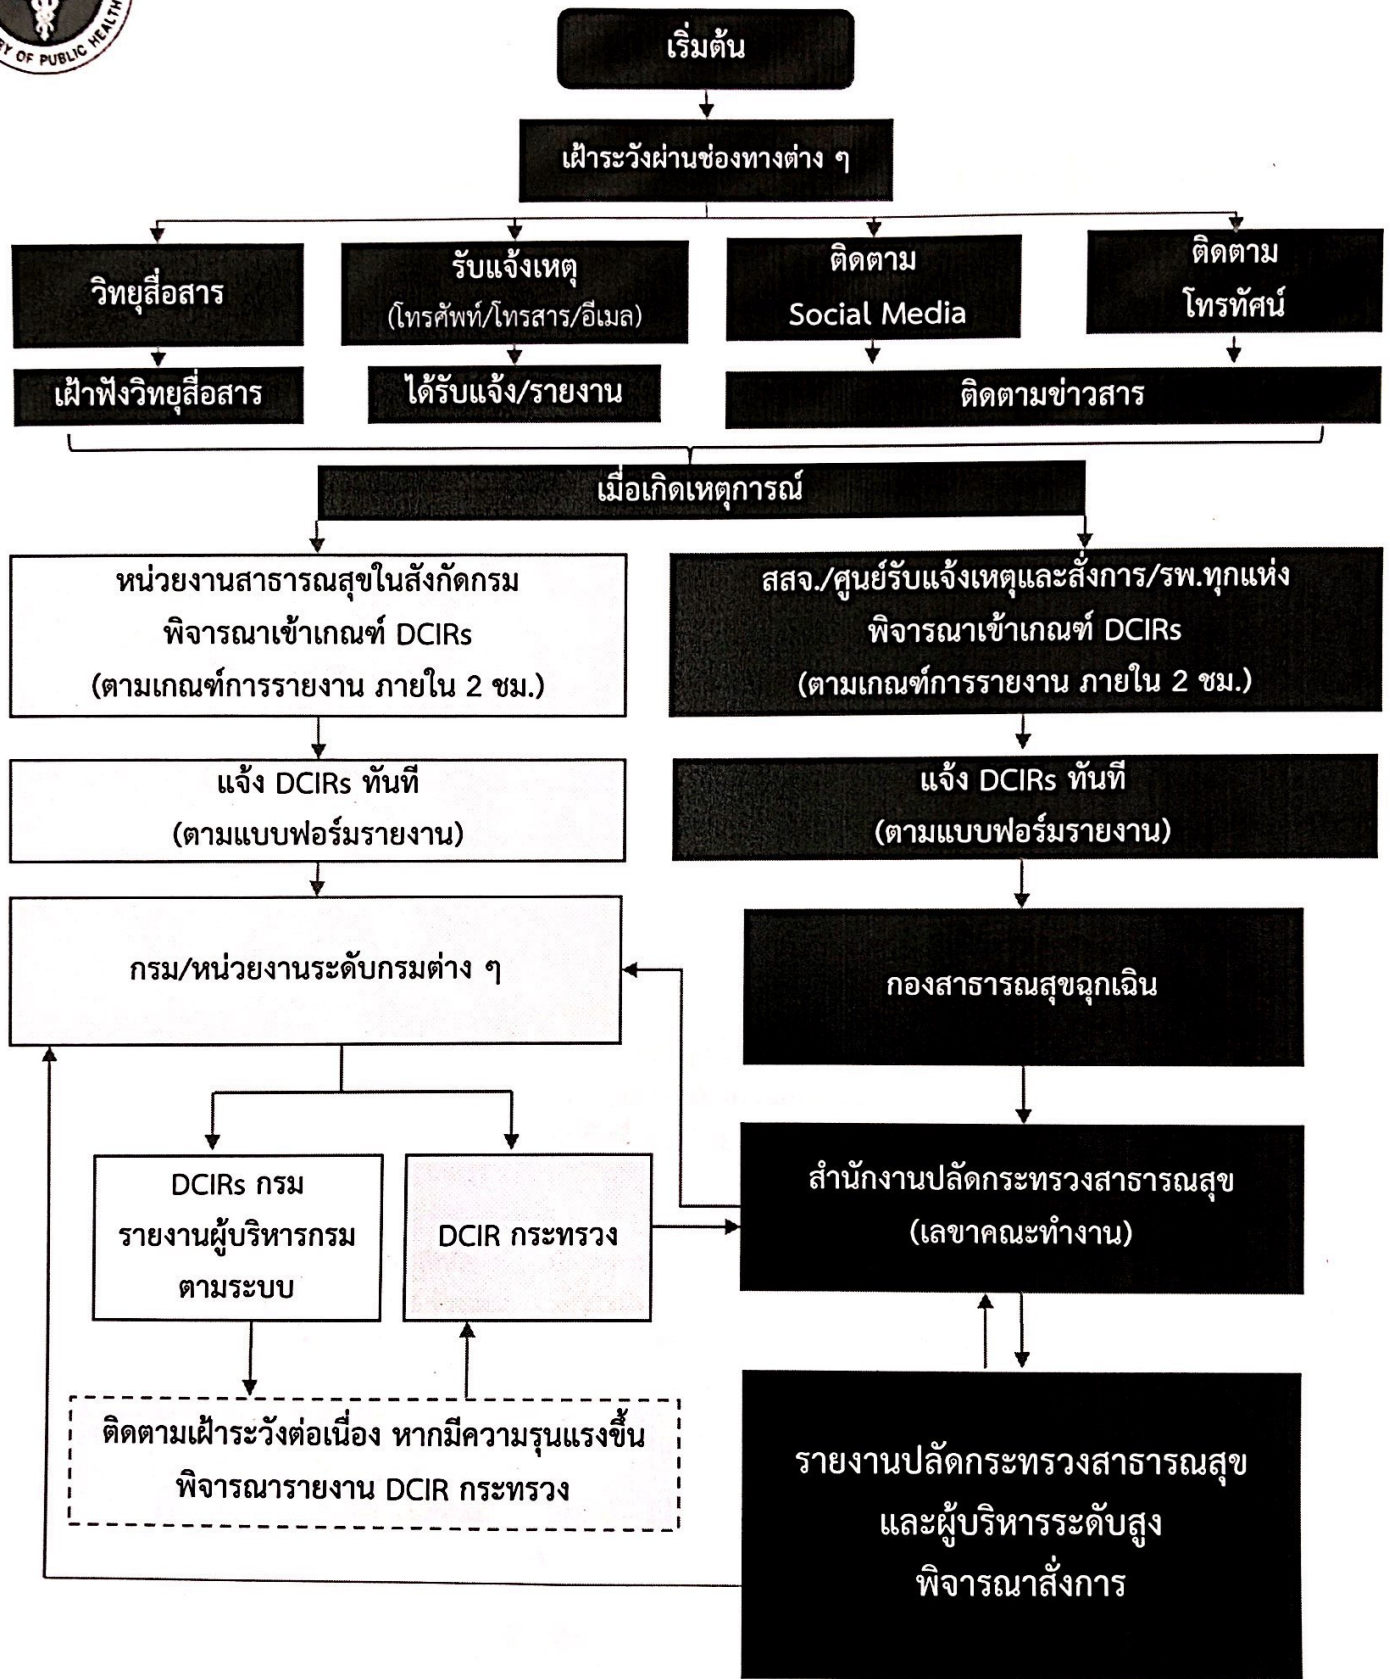 RY OF PUBLIC HEALTH
เริ่มต้น
เฝ้าระวังผ่านช่องทางต่าง ๆ
วิทยุสื่อสาร
รับแจ้งเหตุ
(โทรศัพท์/โทรสาร/อีเมล)
ติดตาม
Social Media
ติดตาม
โทรทัศน์
เฝ้าฟังวิทยุสื่อสาร
ได้รับแจ้ง/รายงาน
ติดตามข่าวสาร
เมื่อเกิดเหตุการณ์
หน่วยงานสาธารณสุขในสังกัดกรม
พิจารณาเข้าเกณฑ์ DCIRs
(ตามเกณฑ์การรายงาน ภายใน 2 ชม.)
สสจ./ศูนย์รับแจ้งเหตุและสั่งการ/รพ.ทุกแห่ง
พิจารณาเข้าเกณฑ์ DCIRs
(ตามเกณฑ์การรายงาน ภายใน 2 ชม.)
แจ้ง DCIRs ทันที
(ตามแบบฟอร์มรายงาน)
แจ้ง DCIRs ทันที
(ตามแบบฟอร์มรายงาน)
กรม/หน่วยงานระดับกรมต่าง ๆ
กองสาธารณสุขฉุกเฉิน
DCIRs กรม
รายงานผู้บริหารกรม
ตามระบบ
DCIR กระทรวง
สำนักงานปลัดกระทรวงสาธารณสุข
(เลขาคณะทำงาน)
ติดตามเฝ้าระวังต่อเนื่อง หากมีความรุนแรงขึ้น
พิจารณารายงาน DCIR กระทรวง
รายงานปลัดกระทรวงสาธารณสุข
และผู้บริหารระดับสูง
พิจารณาสั่งการ